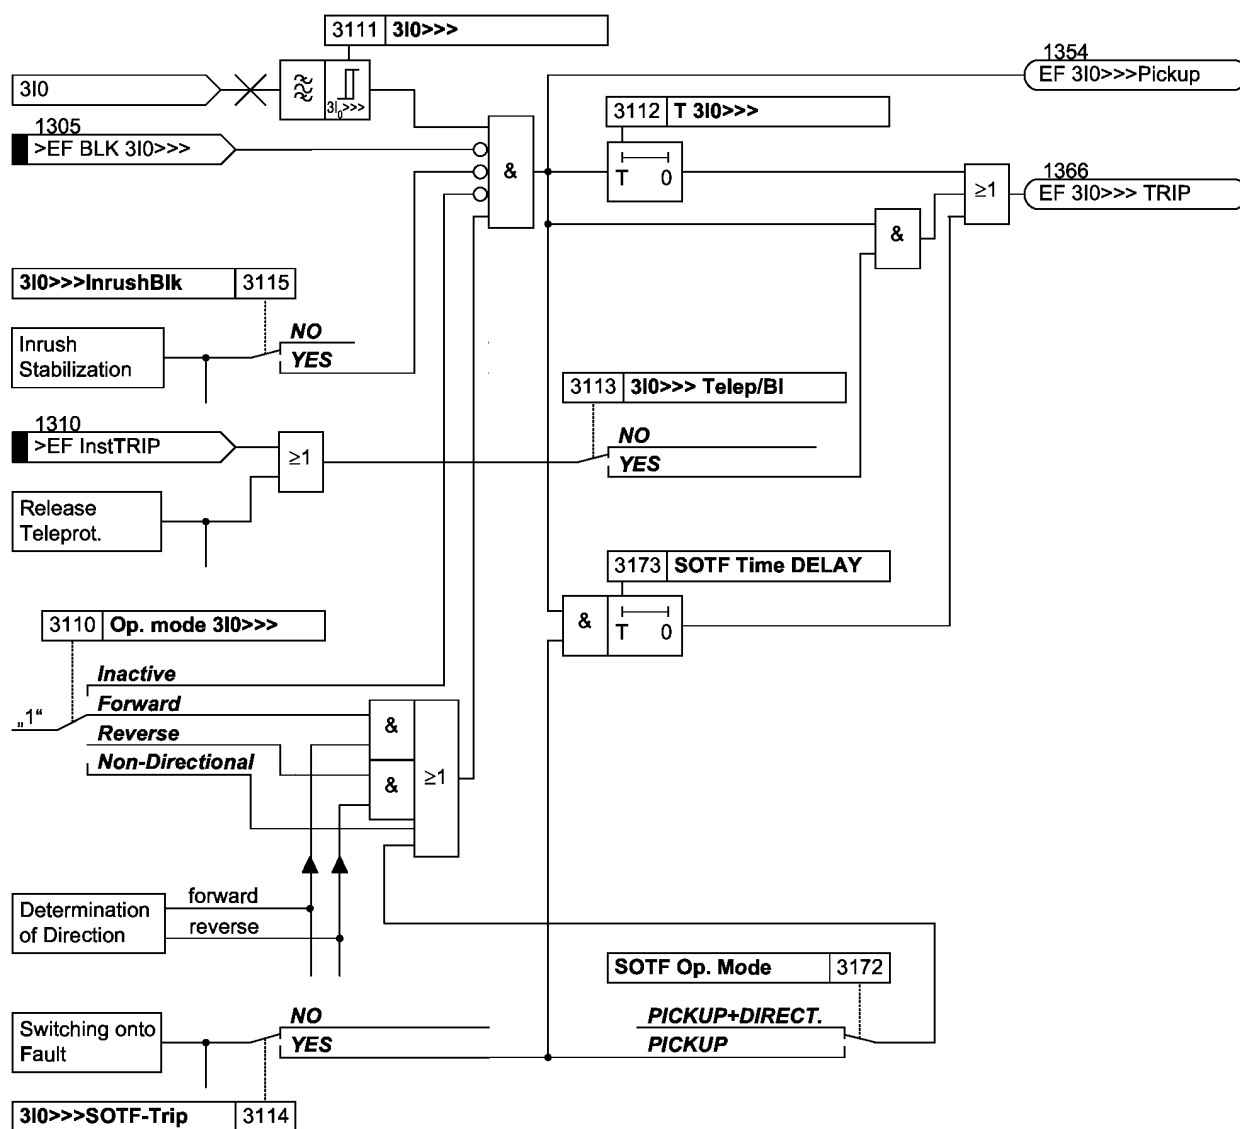 3111 3I0>>>
1354
EF 3I0>>>Pickup
3I0
3I0>>>
1305
>EF BLK 3I0>>>
3112 T 3I0>>>
&
T 0
≥1
1366
EF 3I0>>> TRIP
&
3I0>>>InrushBlk 3115
Inrush
Stabilization
NO
YES
3113 3I0>>> Telep/BI
1310
>EF InstTRIP
≥1
NO
YES
Release
Teleprot.
3173 SOTF Time DELAY
&
T 0
3110 Op. mode 3I0>>>
Inactive
„1“
Forward
Reverse
Non-Directional
&
&
≥1
Determination
of Direction
forward
reverse
SOTF Op. Mode 3172
Switching onto
Fault
NO
YES
PICKUP+DIRECT.
PICKUP
3I0>>>SOTF-Trip 3114